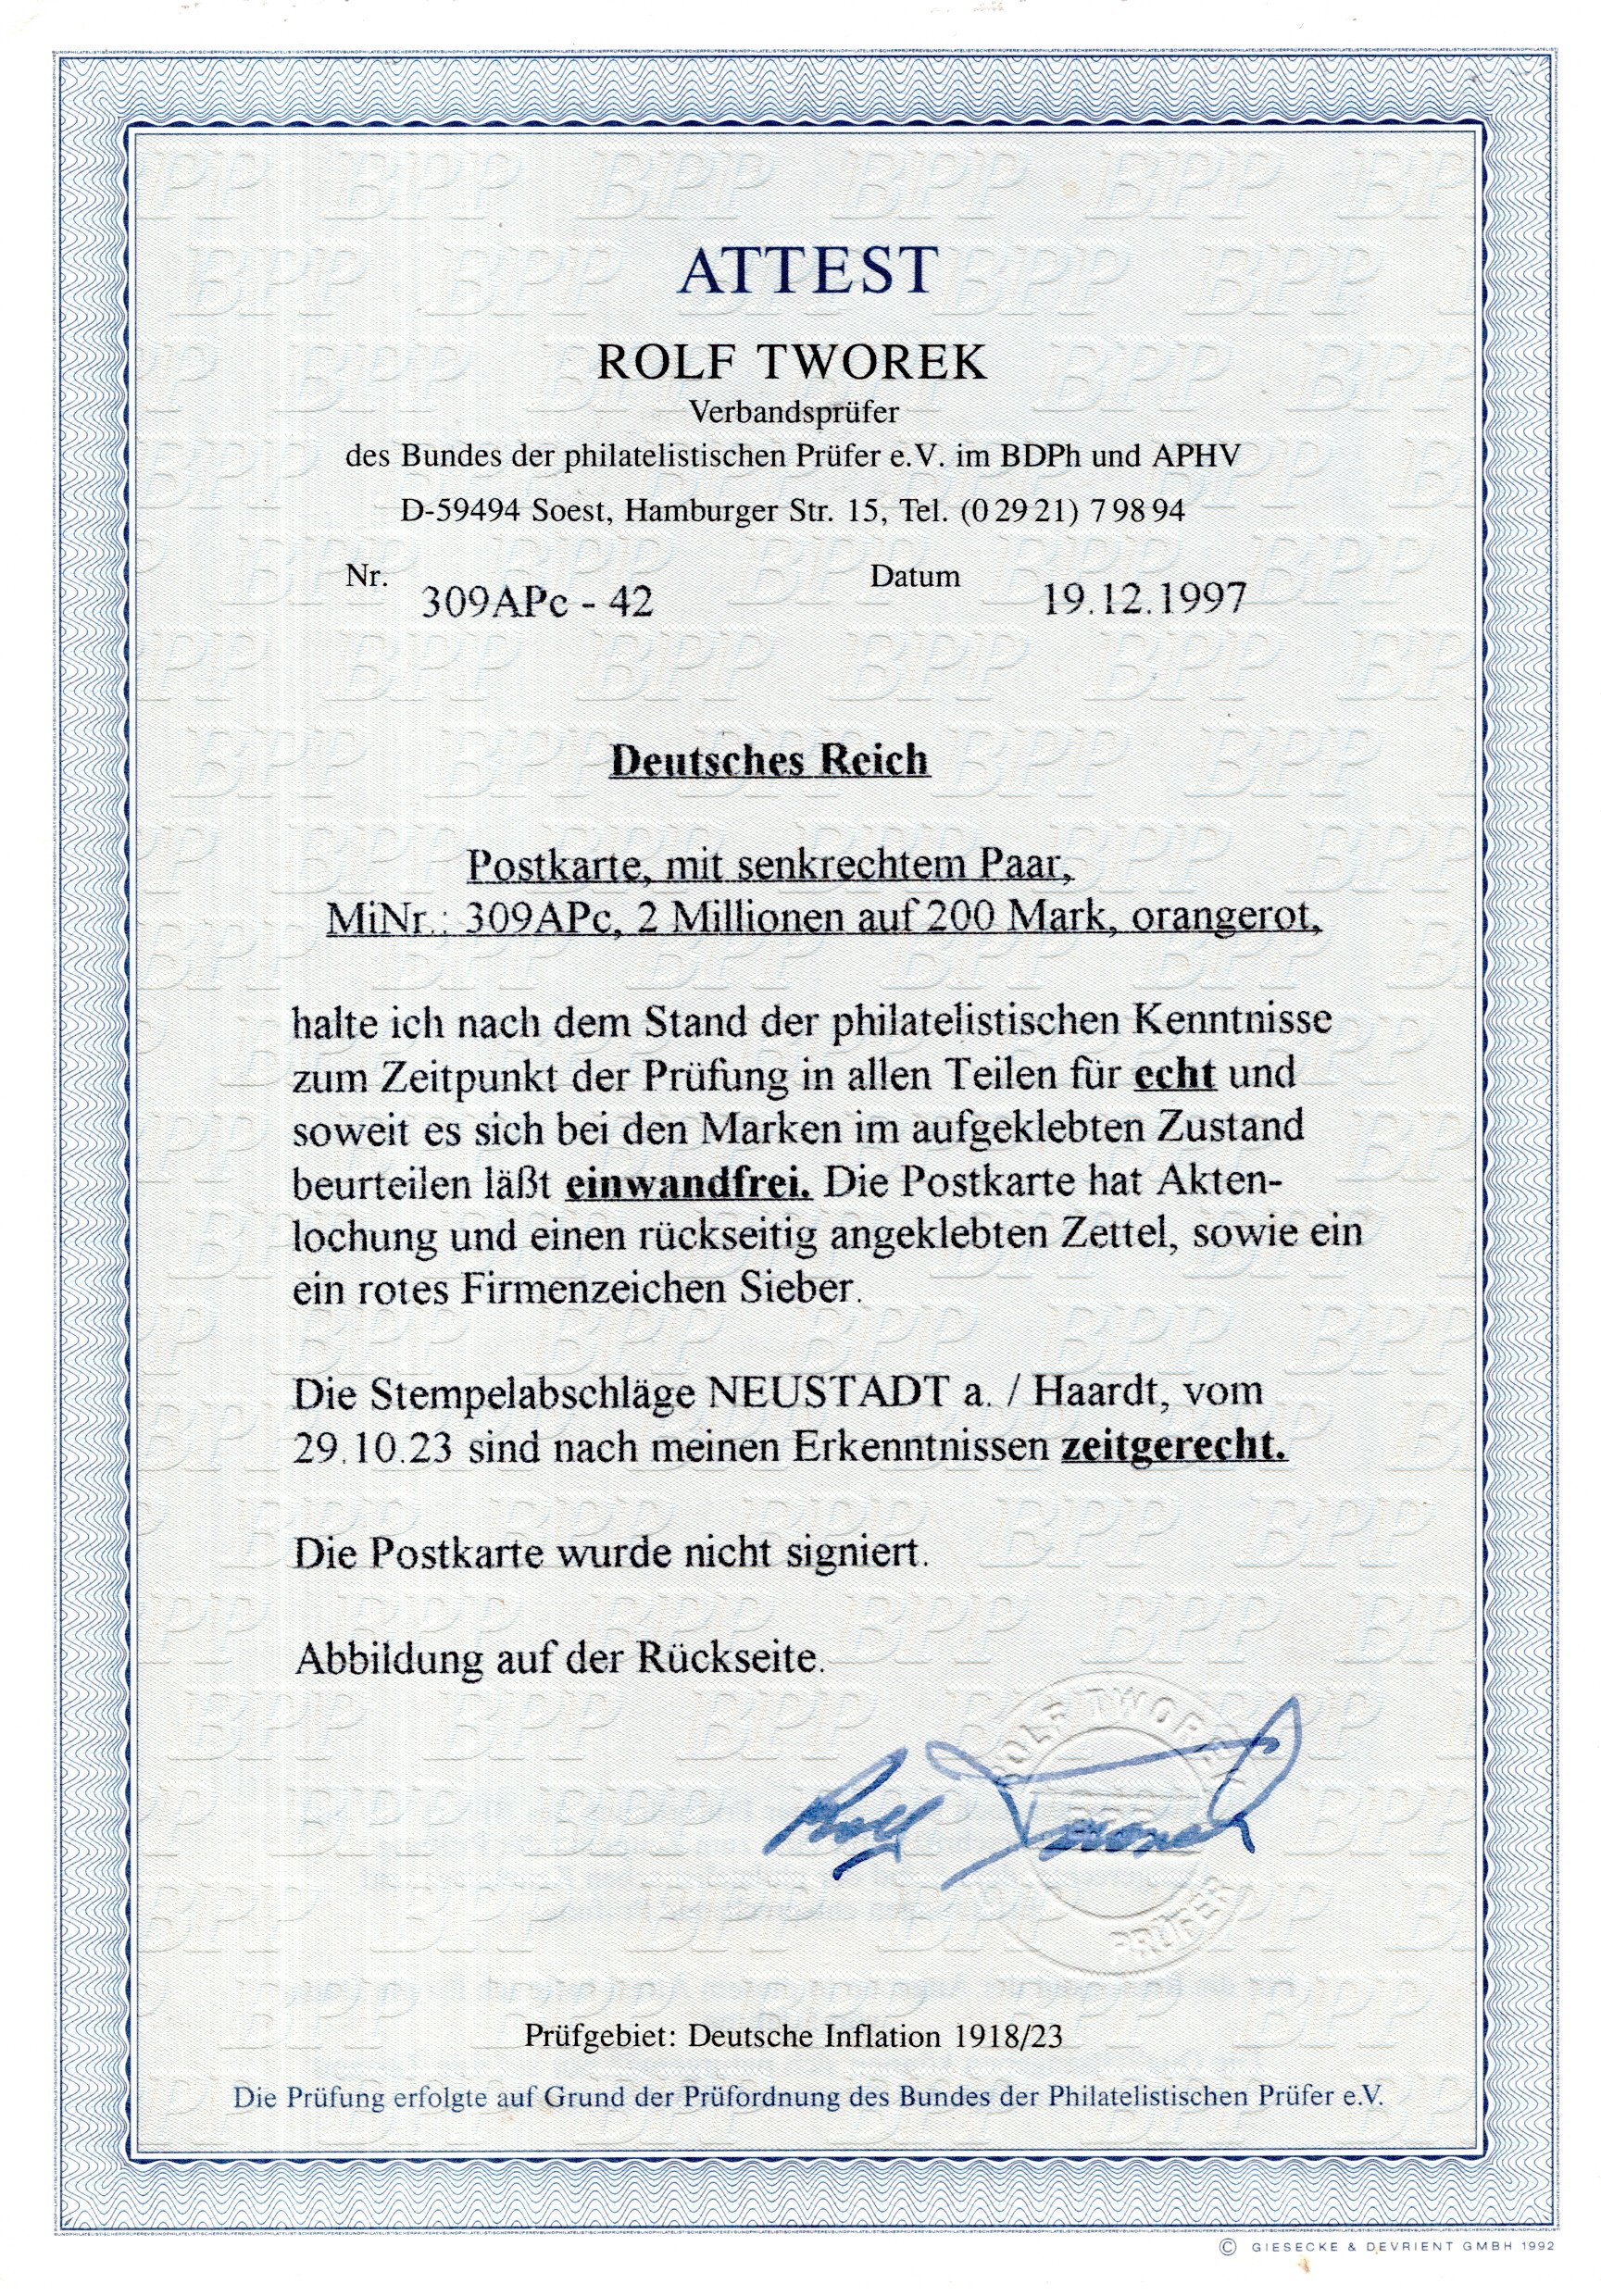 ATTEST
ROLF TWOREK
Verbandsprüfer
des Bundes der philatelistischen Prüfer e.V. im BDPh und APHV
D-59494 Soest, Hamburger Str. 15, Tel. (0 29 21) 7 98 94
Nr. 309APc - 42 Datum 19.12.1997
Deutsches Reich
Postkarte, mit senkrechtem Paar,
MiNr.: 309APc, 2 Millionen auf 200 Mark, orangerot,
halte ich nach dem Stand der philatelistischen Kenntnisse
zum Zeitpunkt der Prüfung in allen Teilen für echt und
soweit es sich bei den Marken im aufgeklebten Zustand
beurteilen läßt einwandfrei. Die Postkarte hat Akten-
lochung und einen rückseitig angeklebten Zettel, sowie ein
ein rotes Firmenzeichen Sieber.
Die Stempelabschläge NEUSTADT a. / Haardt, vom
29.10.23 sind nach meinen Erkenntnissen zeitgerecht.
Die Postkarte wurde nicht signiert.
Abbildung auf der Rückseite.
ROLF TWOREK
BPP
PRÜFER
Rolf Tworek
Prüfgebiet: Deutsche Inflation 1918/23
Die Prüfung erfolgte auf Grund der Prüfordnung des Bundes der Philatelistischen Prüfer e.V.
© GIESECKE & DEVRIENT GMBH 1992